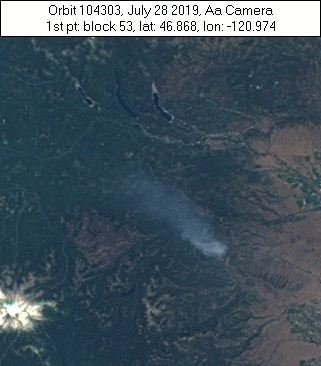 Orbit 104303, July 28 2019, Aa Camera
1st pt: block 53, lat: 46.868, lon: -120.974